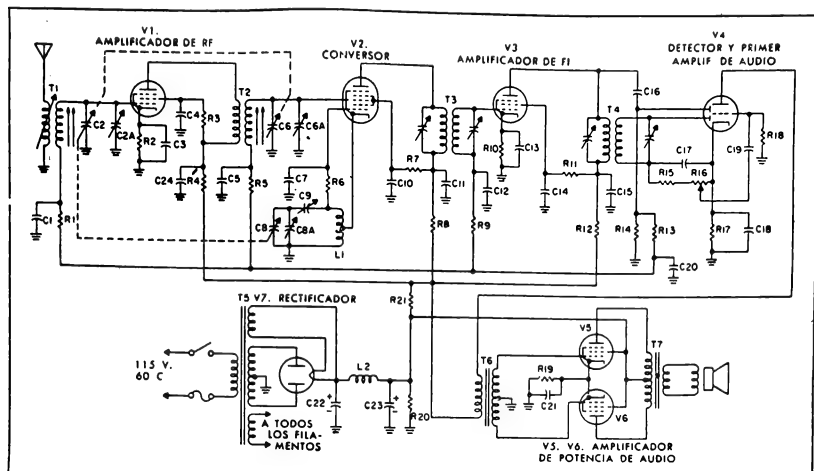 V1.
AMPLIFICADOR DE RF
V2.
CONVERSOR
V3
AMPLIFICADOR DE FI
V4
DETECTOR Y PRIMER
AMPLIF DE AUDIO
T1
C2
C2A
R2
C3
C4
R3
T2
C6
C6A
T3
R10
C13
T4
C16
C17
R15
R16
C19
R18
C24
R4
C5
R5
C7
R6
C9
C8
C8A
L1
C10
R7
C11
C12
R11
C14
C15
C1
R1
R8
R9
R12
R14
R13
R17
C18
C20
T5 V7. RECTIFICADOR
R21
115 V.
60 C
L2
C22
C23
R20
T6
R19
C21
V5
V6
T7
A TODOS
LOS FILA-
MENTOS
V5. V6. AMPLIFICADOR
DE POTENCIA DE AUDIO